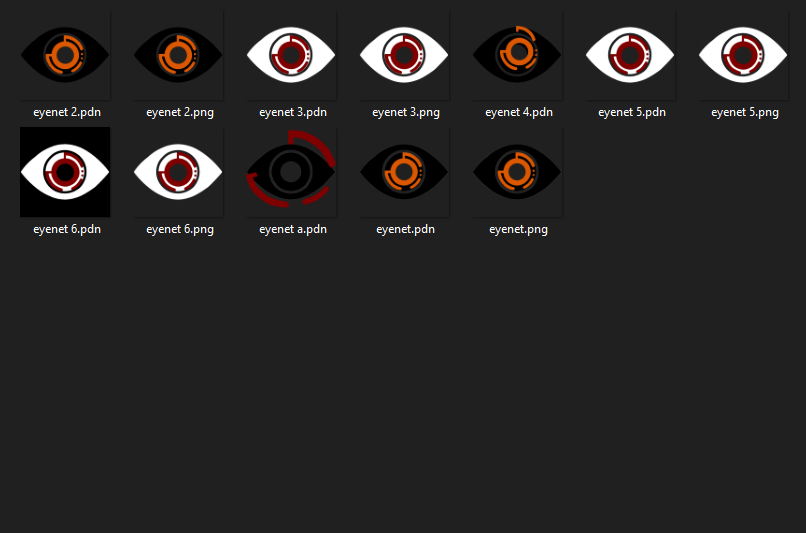 eyenet 2.pdn
eyenet 2.png
eyenet 3.pdn
eyenet 3.png
eyenet 4.pdn
eyenet 5.pdn
eyenet 5.png
eyenet 6.pdn
eyenet 6.png
eyenet a.pdn
eyenet.pdn
eyenet.png